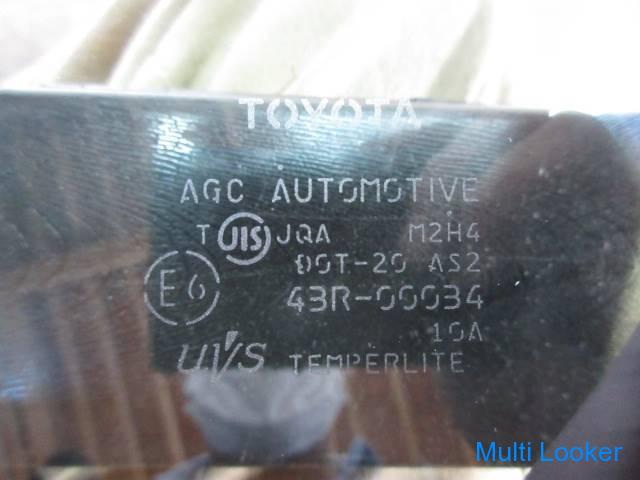 TOYOTA
AGC AUTOMOTIVE
T JIS JQA M2H4
DOT-20 AS2
E6 43R-00034
10A
UVS TEMPERLITE
Multi Looker